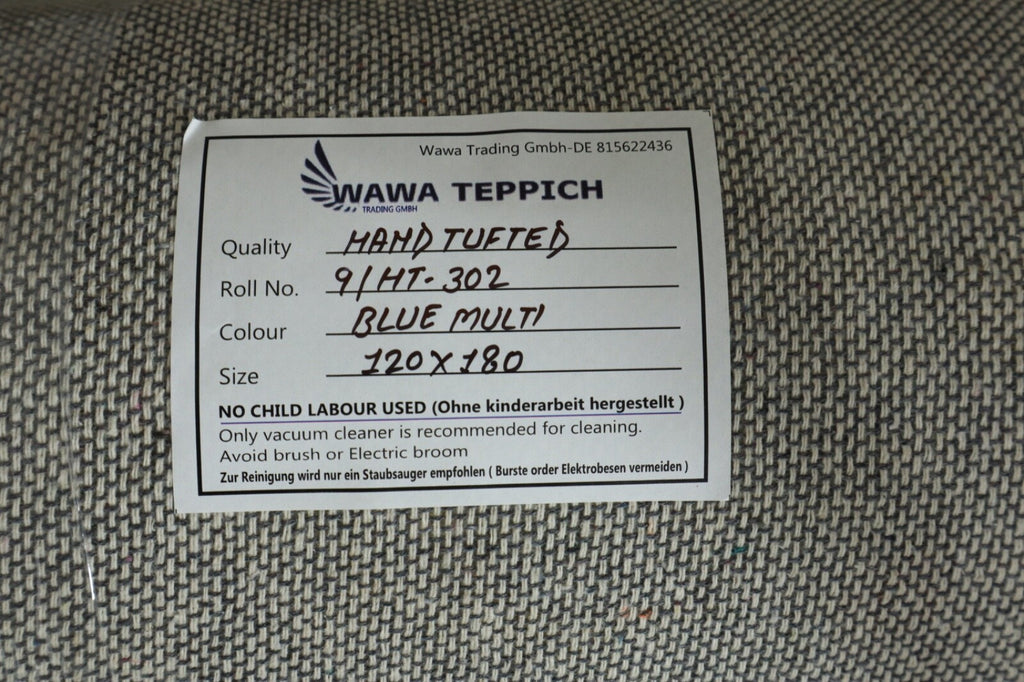 Wawa Trading Gmbh-DE 815622436
WAWA TEPPICH
TRADING GMBH
Quality HAND TUFTED
Roll No. 9/HT-302
Colour BLUE MULTI
Size 120X180
NO CHILD LABOUR USED (Ohne kinderarbeit hergestellt )
Only vacuum cleaner is recommended for cleaning.
Avoid brush or Electric broom
Zur Reinigung wird nur ein Staubsauger empfohlen ( Burste order Elektrobesen vermeiden )